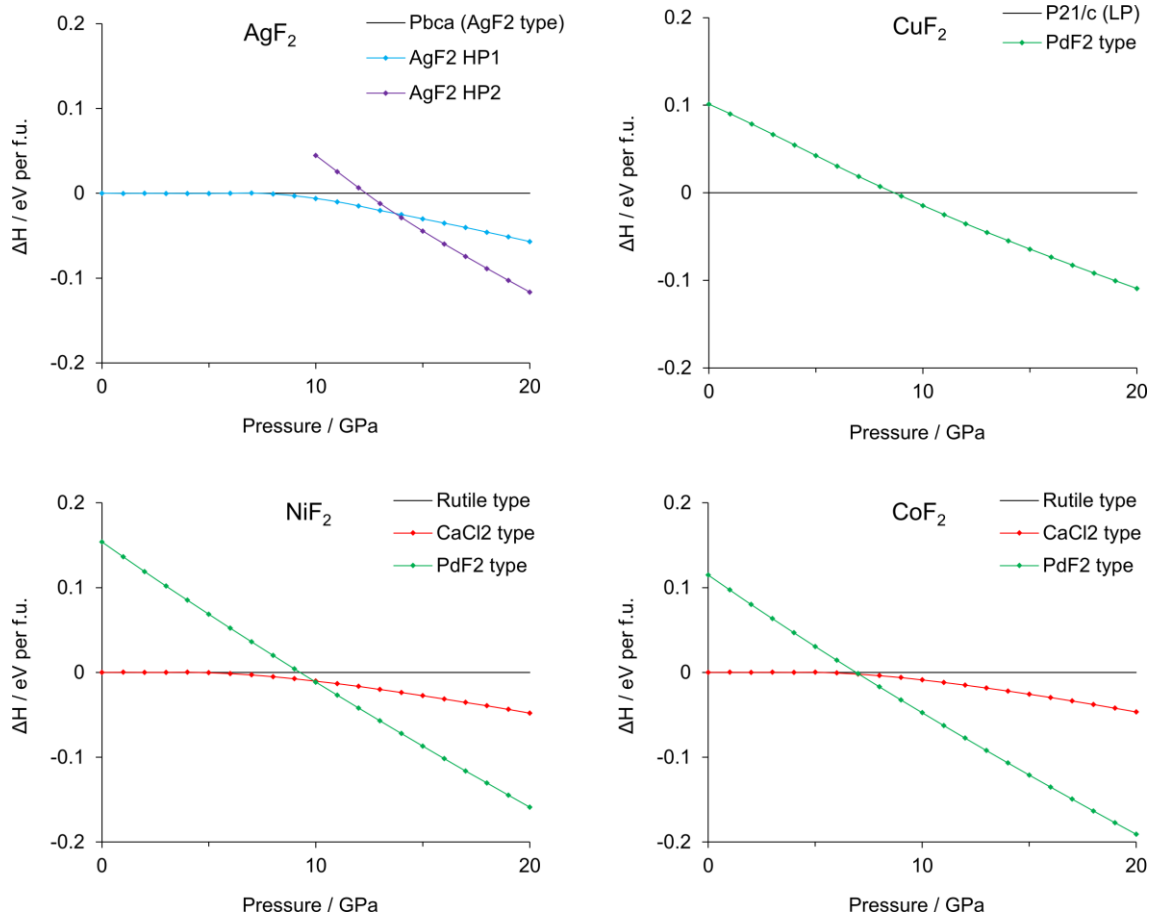 AgF2
Pbca (AgF2 type)
AgF2 HP1
AgF2 HP2
0.2
0.1
0
-0.1
-0.2
ΔH / eV per f.u.
0
10
20
Pressure / GPa
CuF2
P21/c (LP)
PdF2 type
0.2
0.1
0
-0.1
-0.2
ΔH / eV per f.u.
0
10
20
Pressure / GPa
NiF2
Rutile type
CaCl2 type
PdF2 type
0.2
0.1
0
-0.1
-0.2
ΔH / eV per f.u.
0
10
20
Pressure / GPa
CoF2
Rutile type
CaCl2 type
PdF2 type
0.2
0.1
0
-0.1
-0.2
ΔH / eV per f.u.
0
10
20
Pressure / GPa